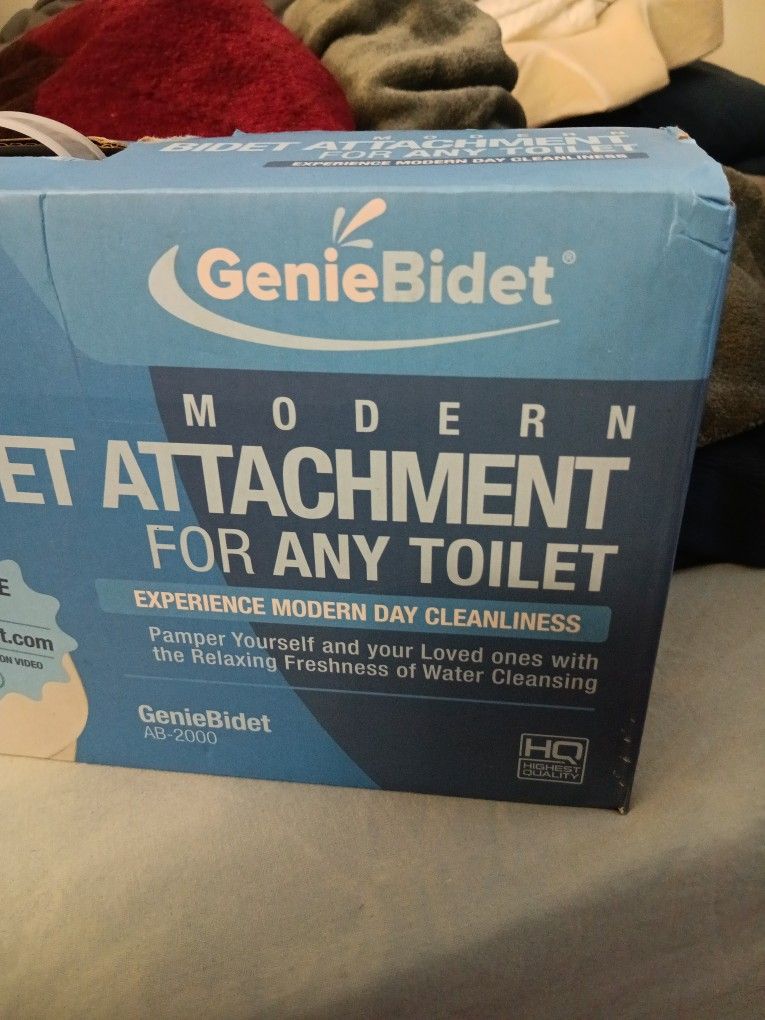 MODERN
BIDET ATTACHMENT
FOR ANY TOILET
EXPERIENCE MODERN DAY CLEANLINESS
GenieBidet®
MODERN
ET ATTACHMENT
FOR ANY TOILET
EXPERIENCE MODERN DAY CLEANLINESS
Pamper Yourself and your Loved ones with
the Relaxing Freshness of Water Cleansing
E
t.com
ON VIDEO
GenieBidet
AB-2000
HQ
HIGHEST
QUALITY